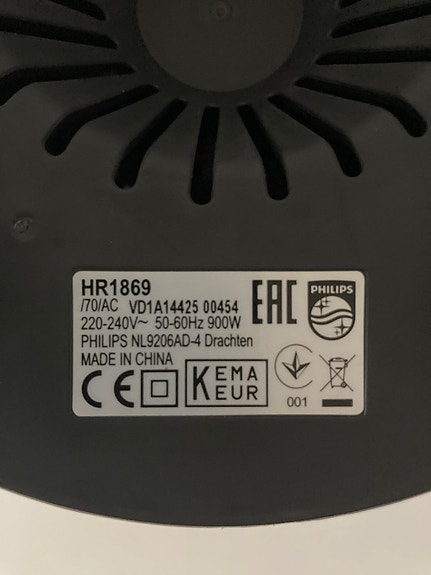 HR1869
/70/AC VD1A14425 00454
220-240V~ 50-60Hz 900W
PHILIPS NL9206AD-4 Drachten
MADE IN CHINA
EAC
PHILIPS
CE
KEMA
KEUR
001